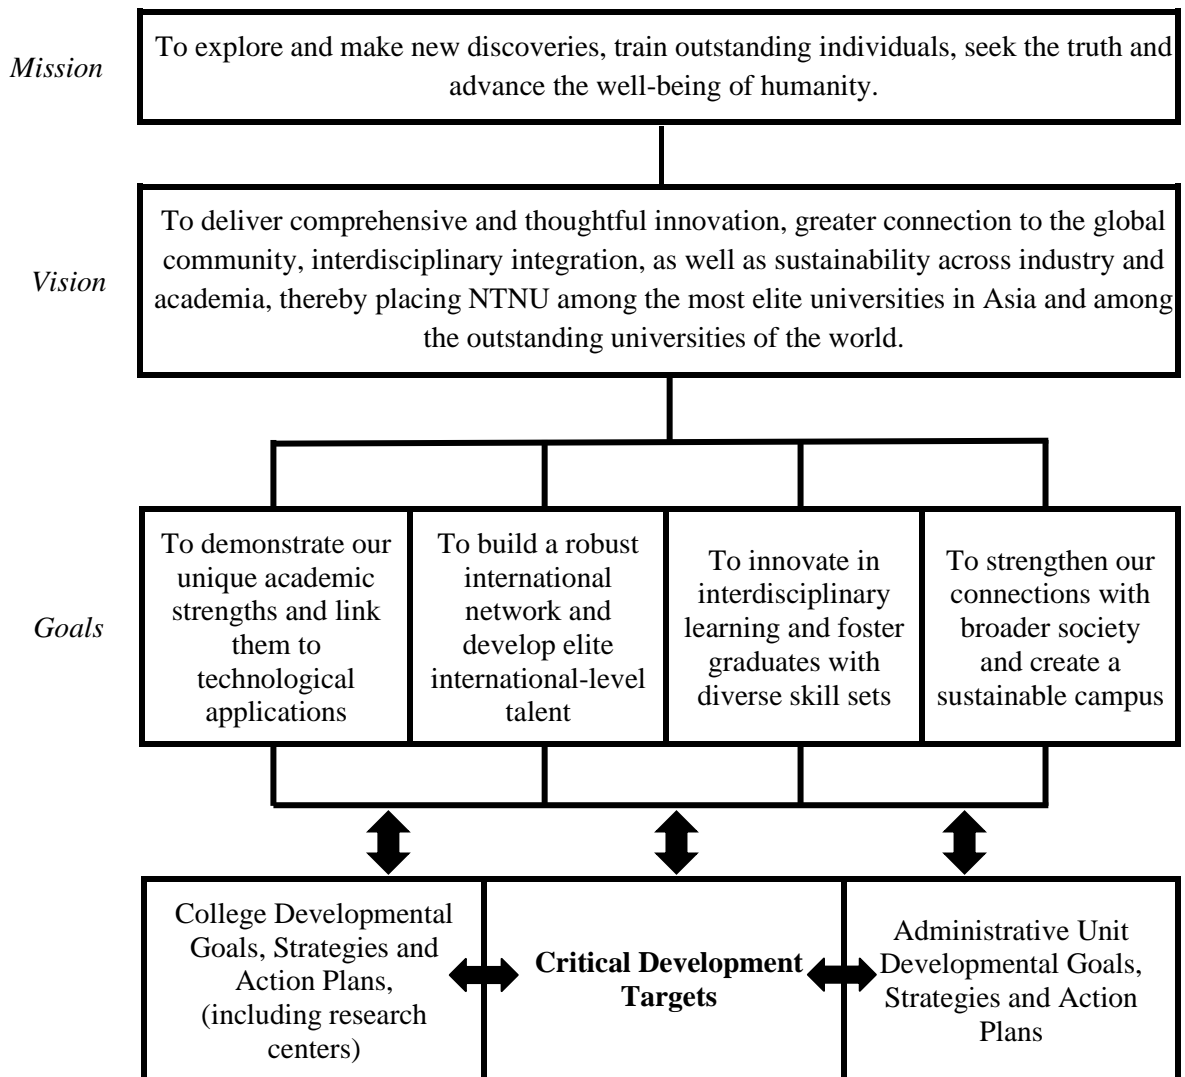 Mission
To explore and make new discoveries, train outstanding individuals, seek the truth and
advance the well-being of humanity.
Vision
To deliver comprehensive and thoughtful innovation, greater connection to the global
community, interdisciplinary integration, as well as sustainability across industry and
academia, thereby placing NTNU among the most elite universities in Asia and among
the outstanding universities of the world.
Goals
To demonstrate our
unique academic
strengths and link
them to
technological
applications
To build a robust
international
network and
develop elite
international-level
talent
To innovate in
interdisciplinary
learning and foster
graduates with
diverse skill sets
To strengthen our
connections with
broader society
and create a
sustainable campus
College Developmental
Goals, Strategies and
Action Plans,
(including research
centers)
Critical Development
Targets
Administrative Unit
Developmental Goals,
Strategies and Action
Plans